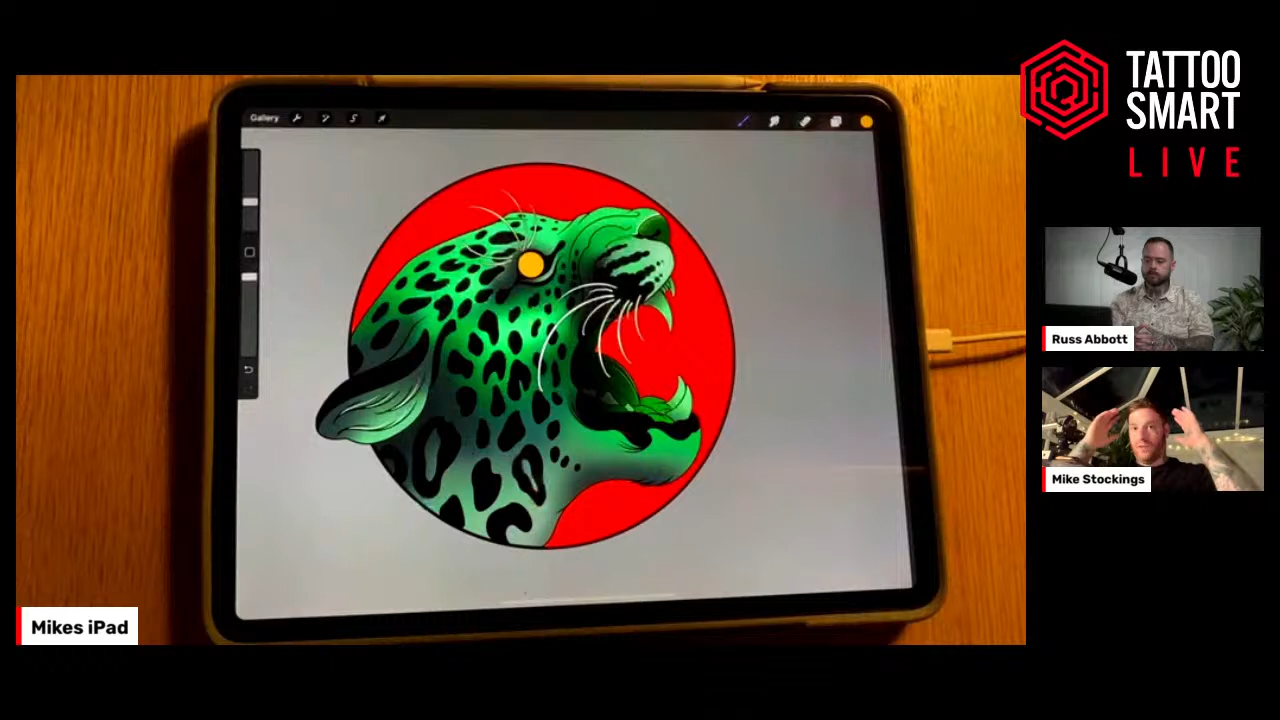 TATTOO
SMART
LIVE
Gallery
Russ Abbott
Mike Stockings
Mikes iPad